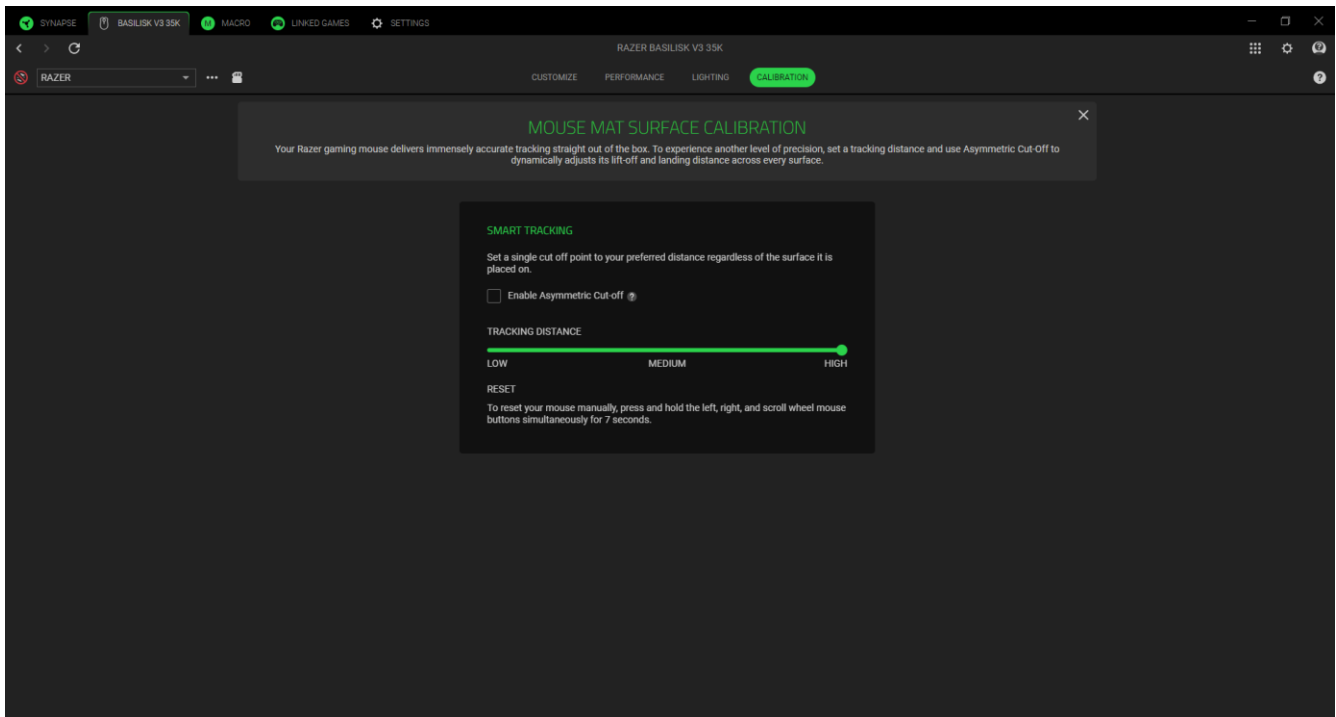 SYNAPSE BASILISK V3 35K M MACRO LINKED GAMES SETTINGS
RAZER BASILISK V3 35K
RAZER CUSTOMIZE PERFORMANCE LIGHTING CALIBRATION ?
MOUSE MAT SURFACE CALIBRATION
Your Razer gaming mouse delivers immensely accurate tracking straight out of the box. To experience another level of precision, set a tracking distance and use Asymmetric Cut-Off to
dynamically adjusts its lift-off and landing distance across every surface.
SMART TRACKING
Set a single cut off point to your preferred distance regardless of the surface it is
placed on.
Enable Asymmetric Cut-off ?
TRACKING DISTANCE
LOW MEDIUM HIGH
RESET
To reset your mouse manually, press and hold the left, right, and scroll wheel mouse
buttons simultaneously for 7 seconds.